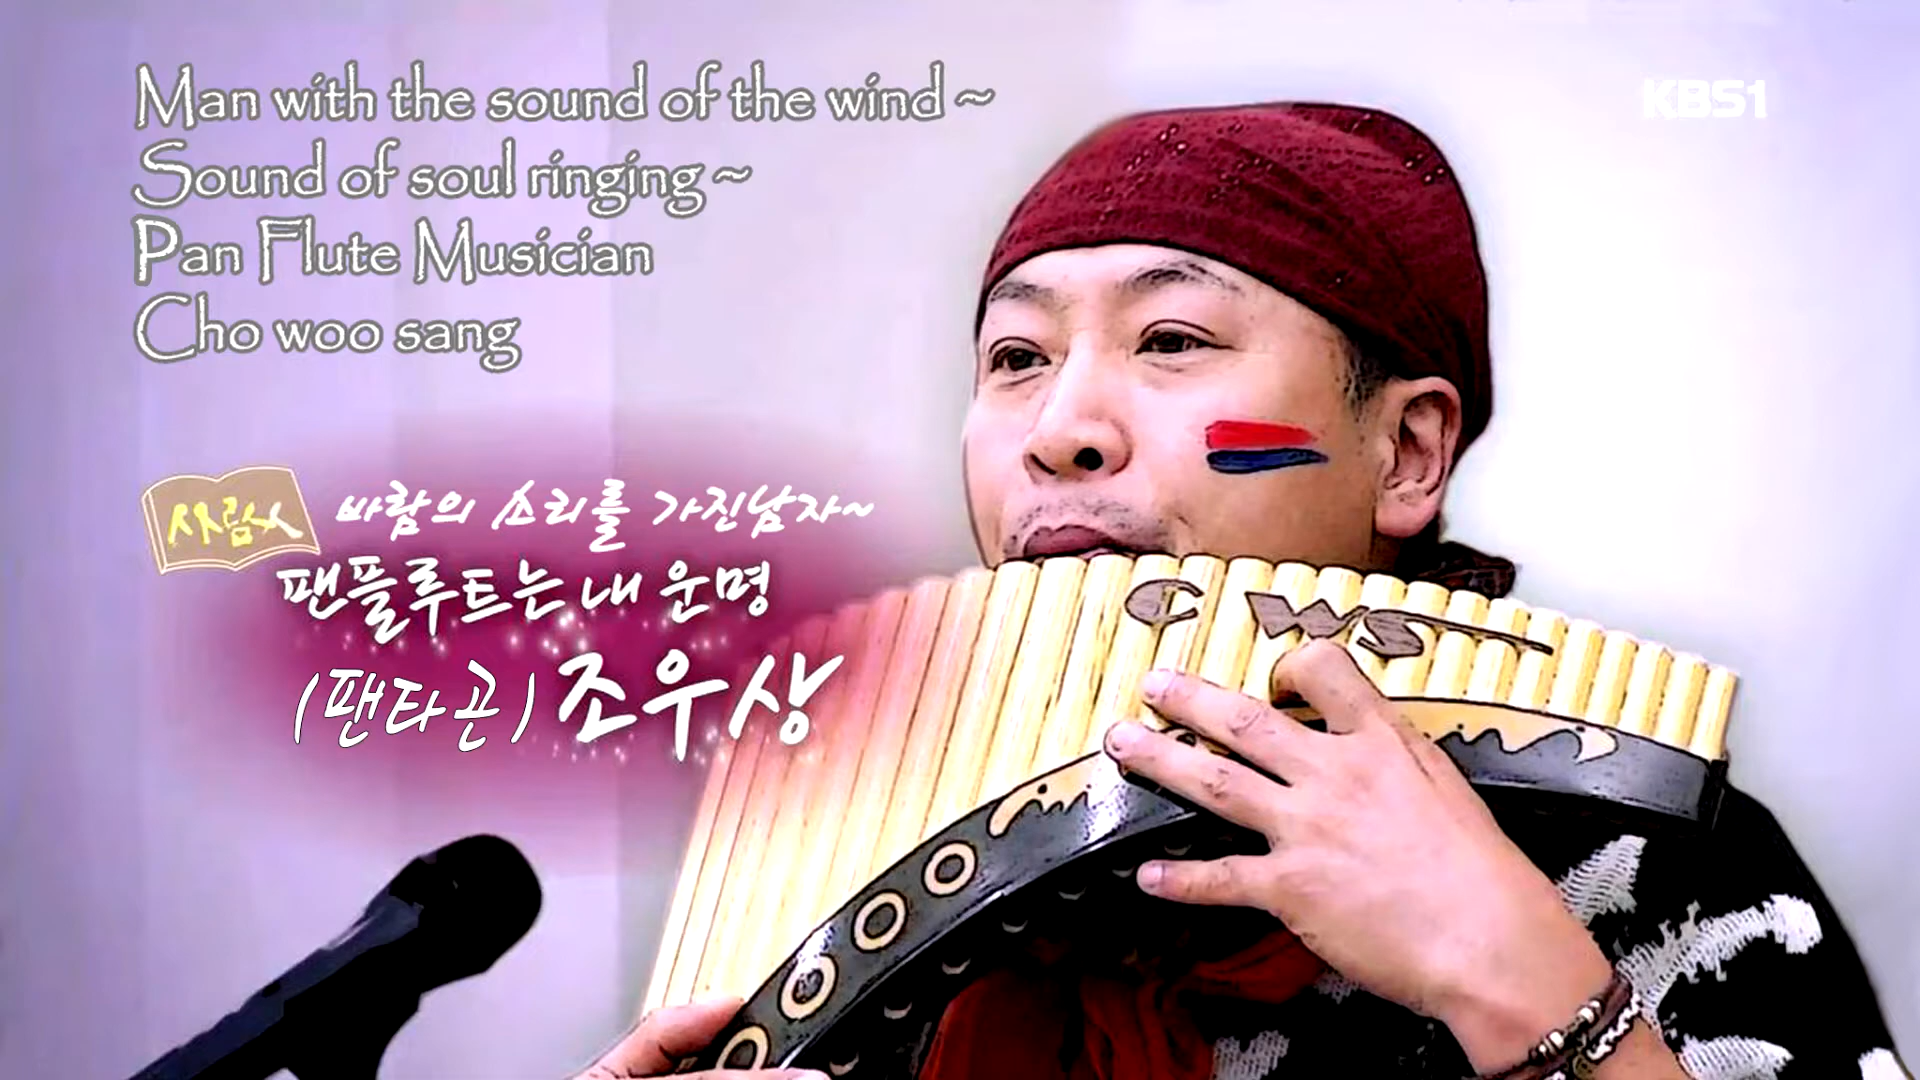 Man with the sound of the wind ~
Sound of soul ringing ~
Pan Flute Musician
Cho woo sang
KBS1
사람人
바람의 소리를 가진남자~
팬플루트는 내 운명
(팬타곤) 조우상
CWS